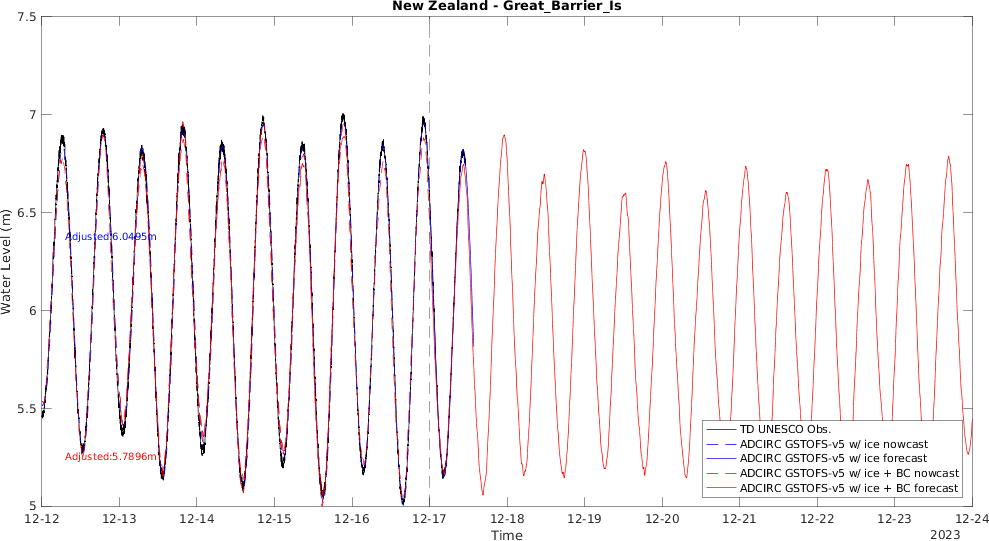 New Zealand - Great_Barrier_Is
7.5
7
6.5
6
5.5
5
Water Level (m)
Adjusted:6.0495m
Adjusted:5.7896m
TD UNESCO Obs.
ADCIRC GSTOFS-v5 w/ ice nowcast
ADCIRC GSTOFS-v5 w/ ice forecast
ADCIRC GSTOFS-v5 w/ ice + BC nowcast
ADCIRC GSTOFS-v5 w/ ice + BC forecast
12-12 12-13 12-14 12-15 12-16 12-17 12-18 12-19 12-20 12-21 12-22 12-23 12-24
Time
2023